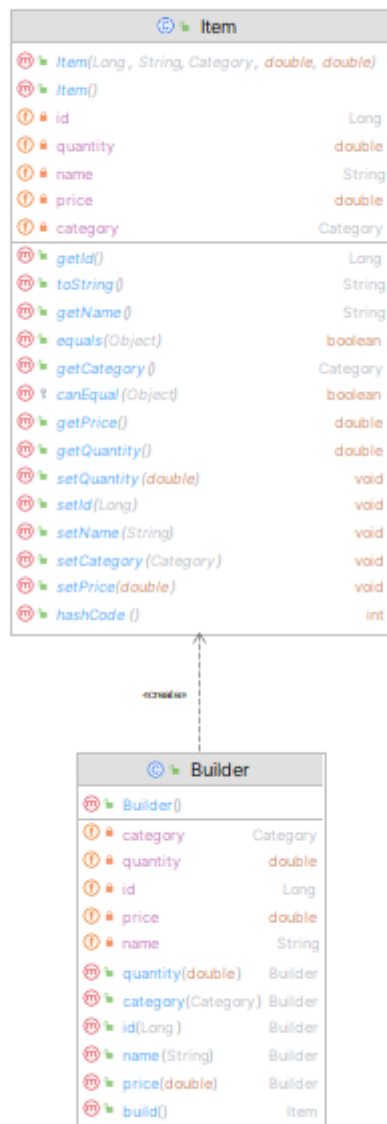 Item
Item(Long, String, Category, double, double)
Item()
id Long
quantity double
name String
price double
category Category
getId() Long
toString() String
getName() String
equals(Object) boolean
getCategory() Category
canEqual(Object) boolean
getPrice() double
getQuantity() double
setQuantity(double) void
setId(Long) void
setName(String) void
setCategory(Category) void
setPrice(double) void
hashCode() int
«create»
Builder
Builder()
category Category
quantity double
id Long
price double
name String
quantity(double) Builder
category(Category) Builder
id(Long) Builder
name(String) Builder
price(double) Builder
build() Item